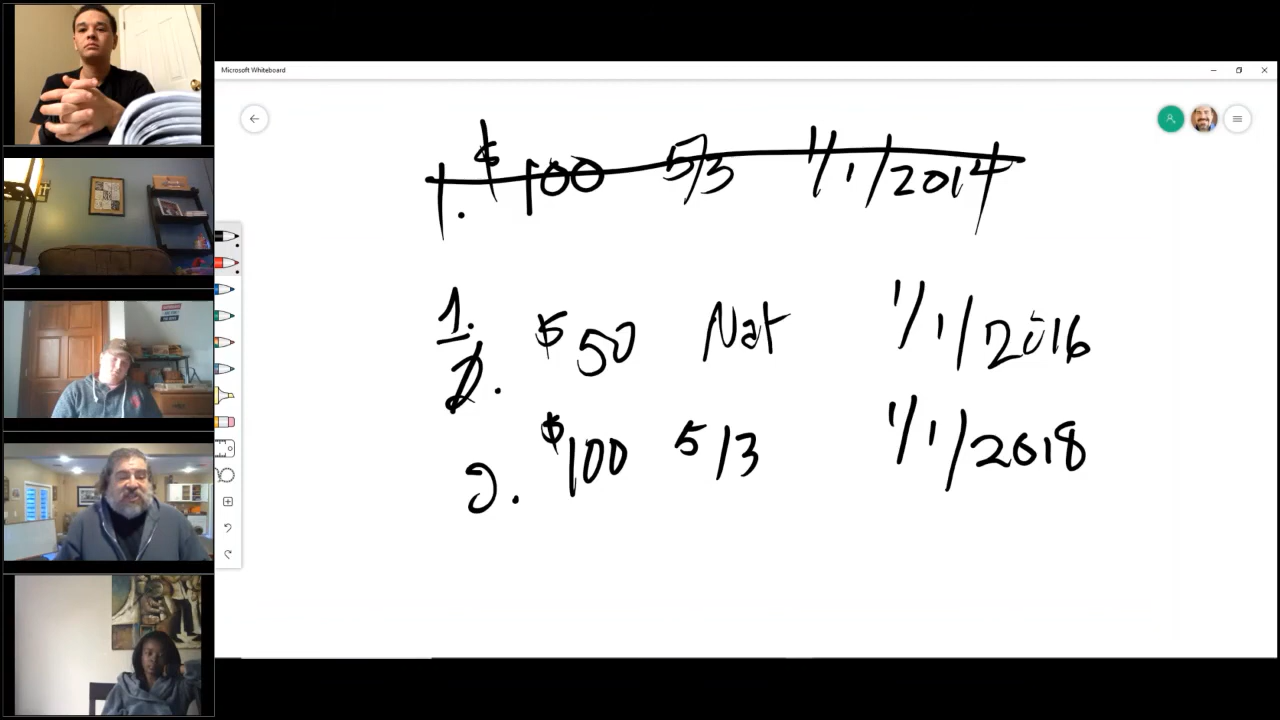 Microsoft Whiteboard
1. $100 5/3 1/1/2014
1.
2. $50 Nat 1/1/2016
2. $100 5/3 1/1/2018